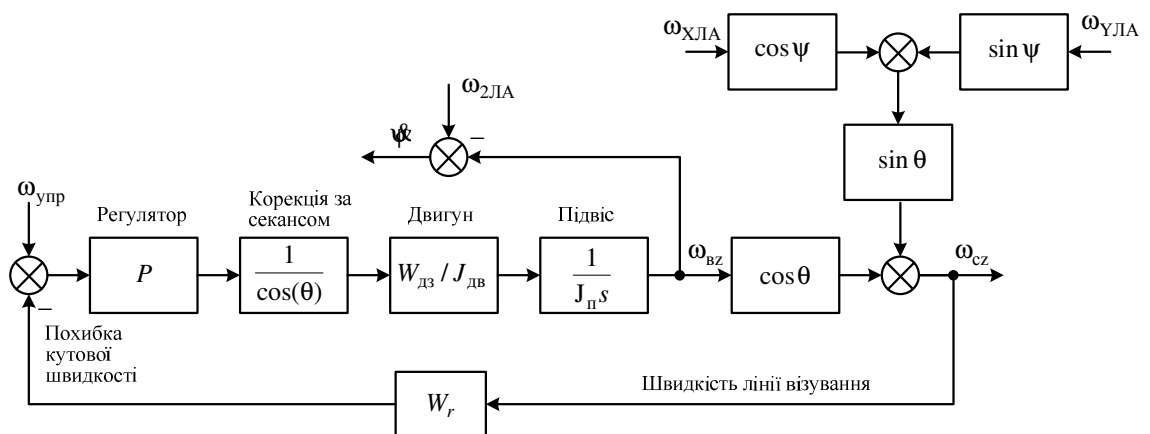 ω_XЛА
cos ψ
sin ψ
ω_YЛА
ω_2ЛА
ψ&
–
sin θ
ω_упр
Регулятор
Корекція за
секансом
Двигун
Підвіс
P
1
cos(θ)
W_дз / J_дв
1
J_п s
ω_вz
cos θ
ω_cz
–
Похибка
кутової
швидкості
W_r
Швидкість лінії візування